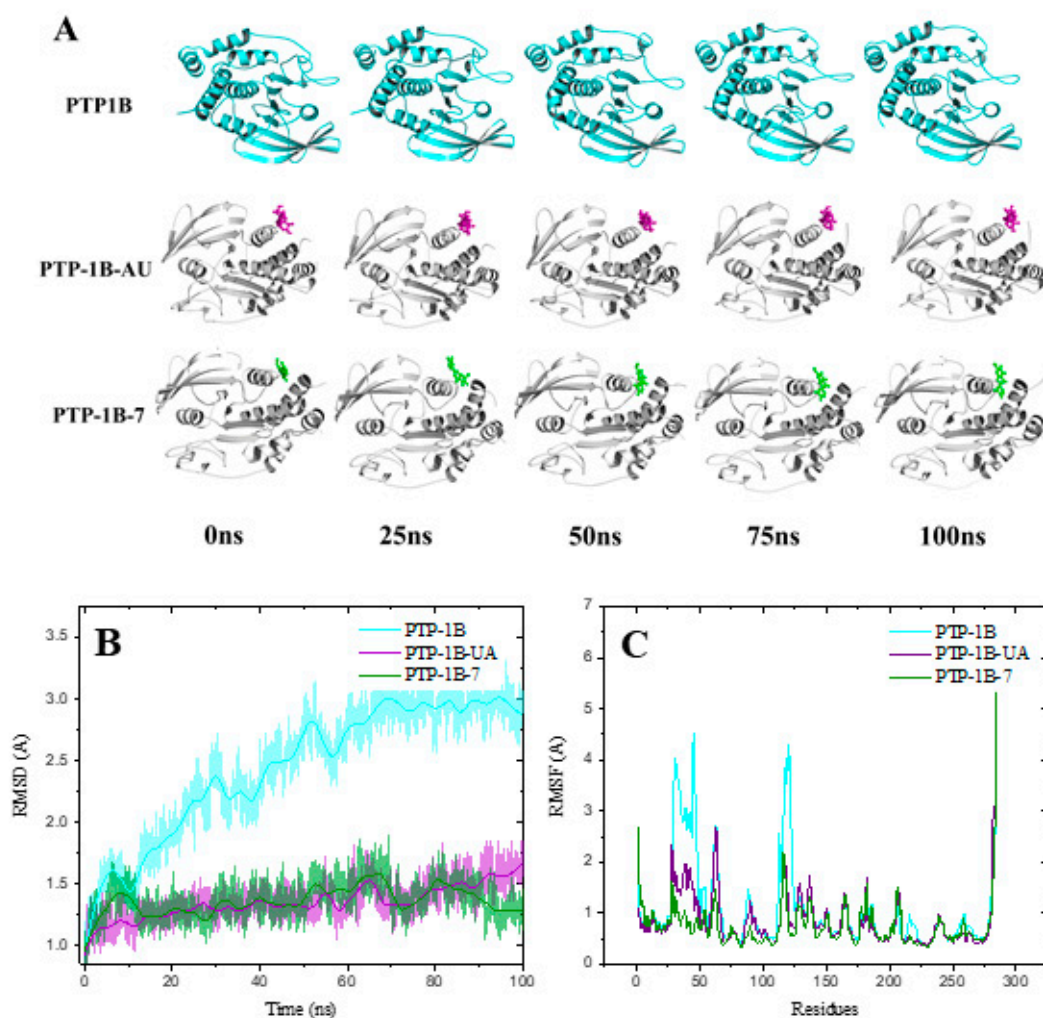 A
PTP1B
PTP-1B-AU
PTP-1B-7
0ns 25ns 50ns 75ns 100ns
B
PTP-1B
PTP-1B-UA
PTP-1B-7
3.5
3.0
2.5
2.0
1.5
1.0
RMSD (A)
0 20 40 60 80 100
Time (ns)
C
PTP-1B
PTP-1B-UA
PTP-1B-7
7
6
5
4
3
2
1
0
RMSF (A)
0 50 100 150 200 250 300
Residues